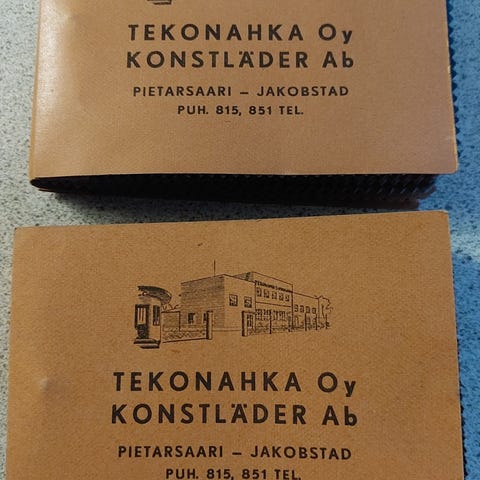 TEKONAHKA Oy
KONSTLÄDER Ab
PIETARSAARI – JAKOBSTAD
PUH. 815, 851 TEL.
TEKONAHKA Oy
KONSTLÄDER Ab
PIETARSAARI – JAKOBSTAD
PUH. 815, 851 TEL.